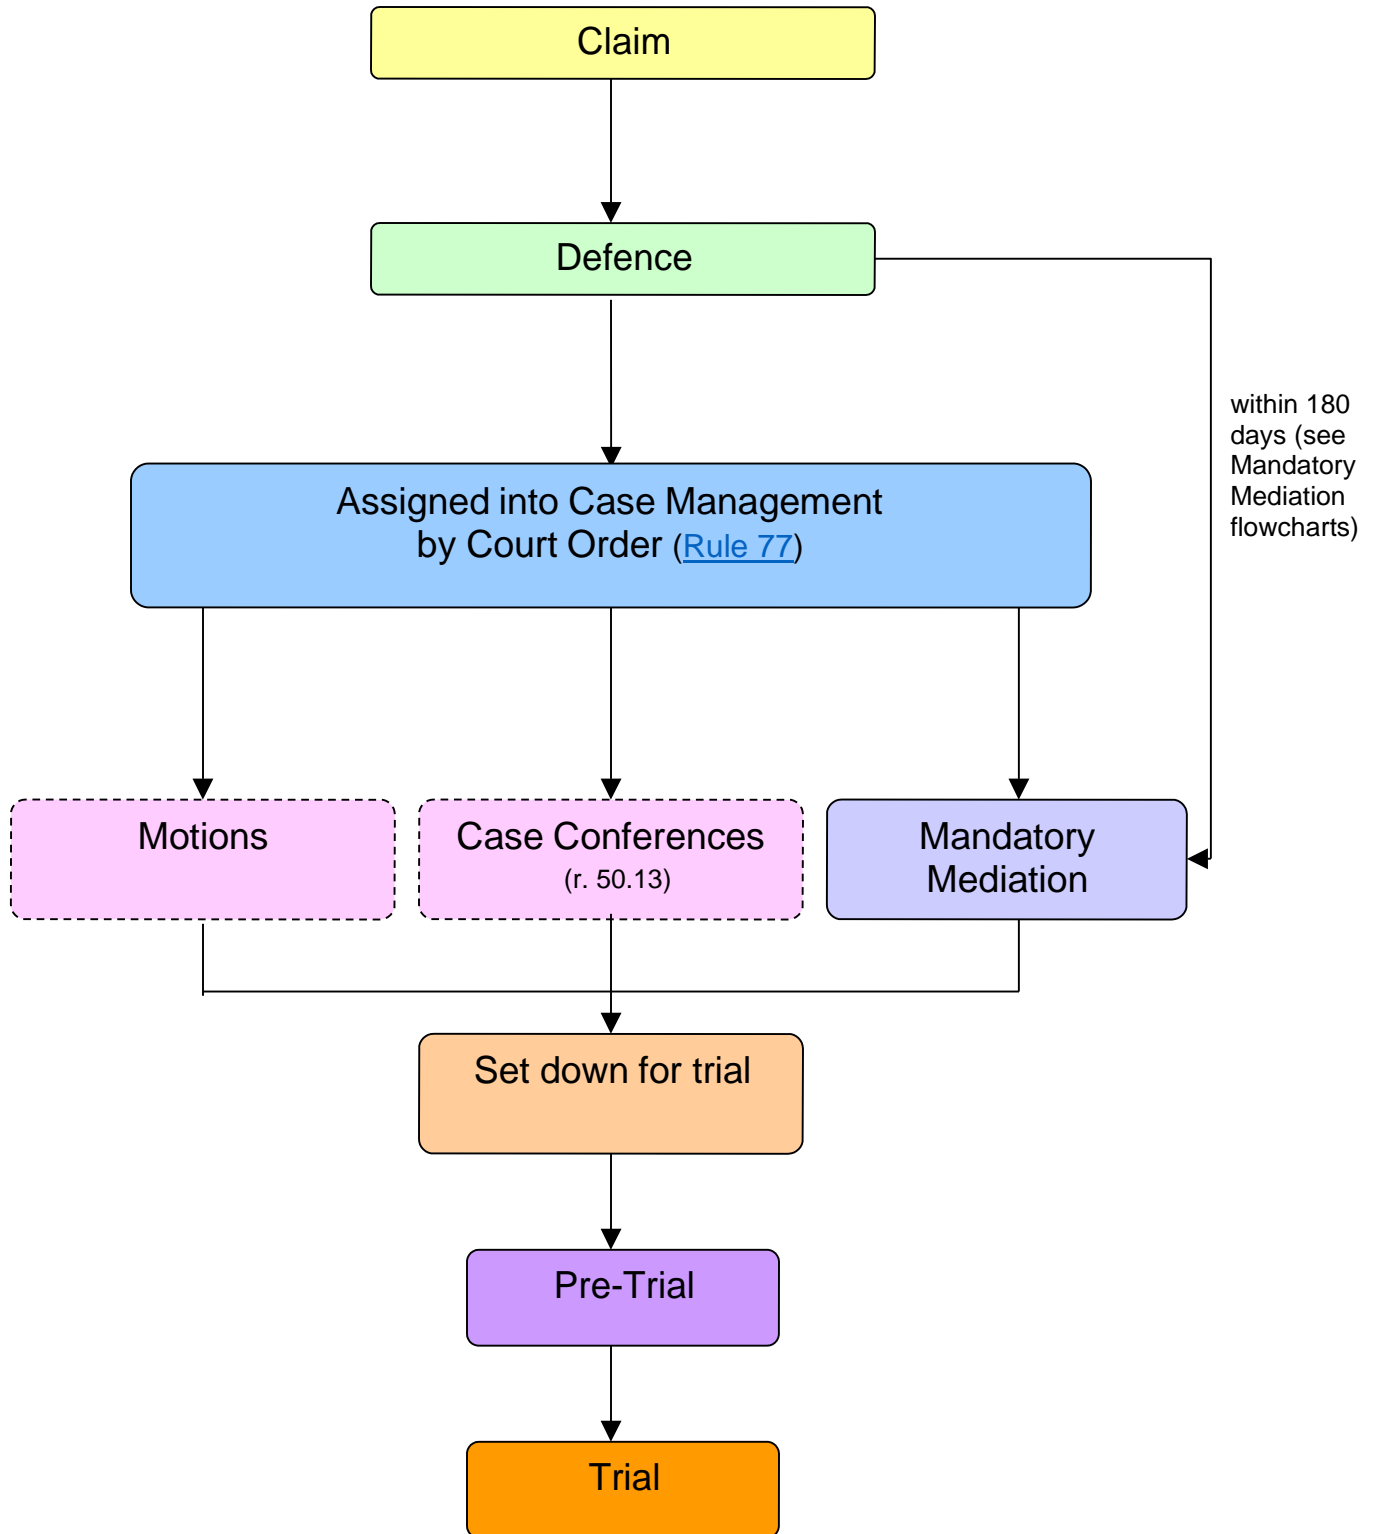 Claim
Defence
within 180
days (see
Mandatory
Mediation
flowcharts)
Assigned into Case Management
by Court Order (Rule 77)
Motions
Case Conferences
(r. 50.13)
Mandatory
Mediation
Set down for trial
Pre-Trial
Trial